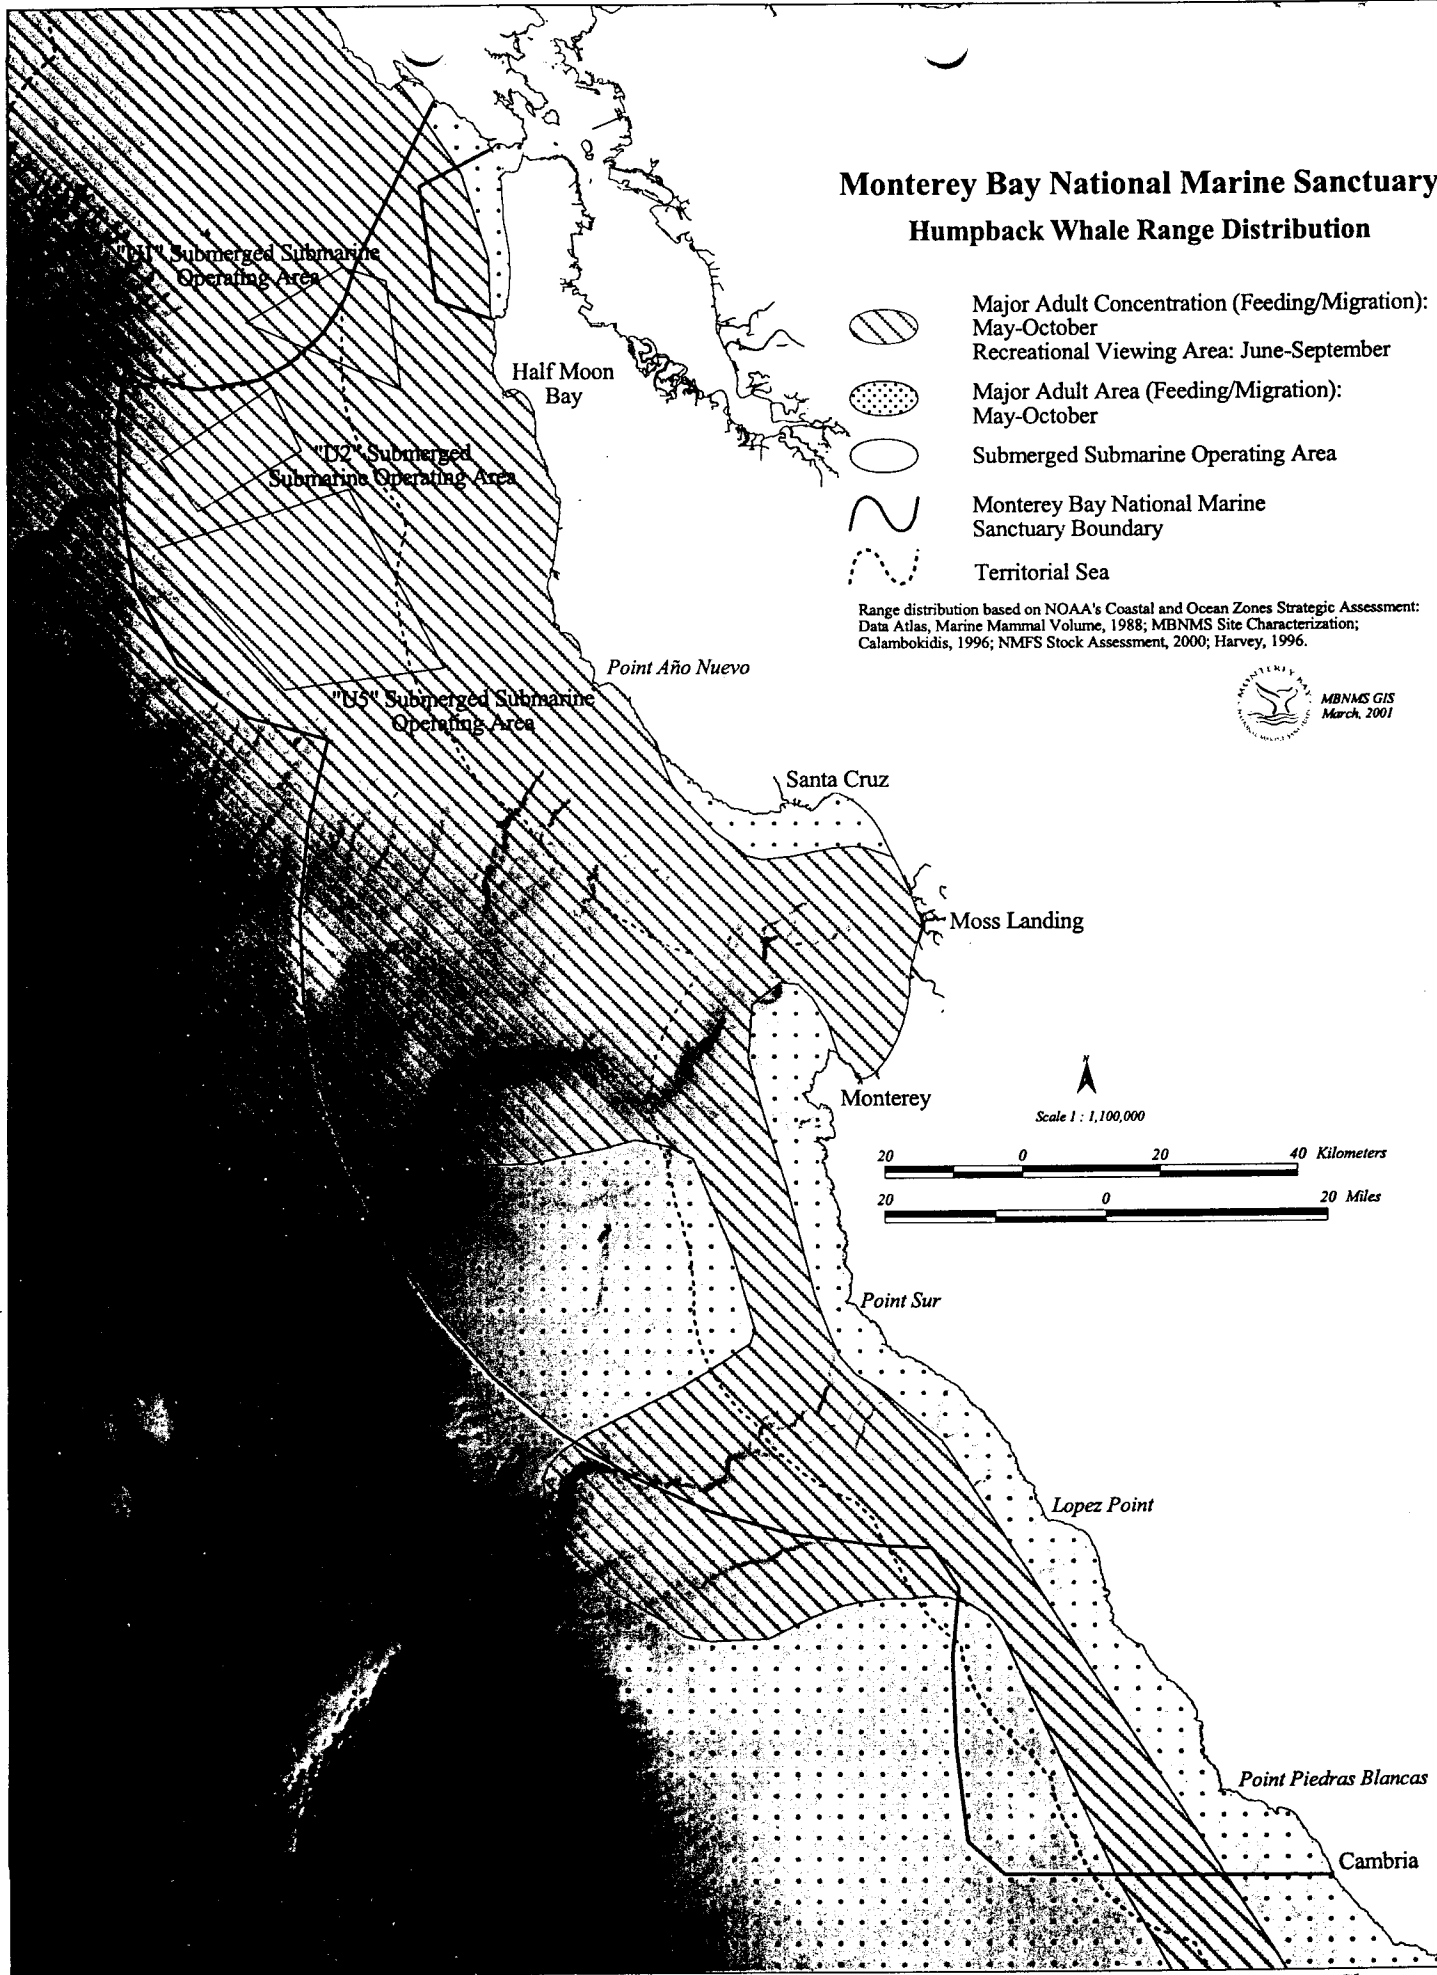 Monterey Bay National Marine Sanctuary
Humpback Whale Range Distribution
Major Adult Concentration (Feeding/Migration):
May-October
Recreational Viewing Area: June-September
Major Adult Area (Feeding/Migration):
May-October
Submerged Submarine Operating Area
Monterey Bay National Marine
Sanctuary Boundary
Territorial Sea
Range distribution based on NOAA's Coastal and Ocean Zones Strategic Assessment:
Data Atlas, Marine Mammal Volume, 1988; MBNMS Site Characterization;
Calambokidis, 1996; NMFS Stock Assessment, 2000; Harvey, 1996.
MONTEREY BAY
MBNMS GIS
March, 2001
"U1" Submerged Submarine
Operating Area
Half Moon
Bay
"U2" Submerged
Submarine Operating Area
Point Año Nuevo
"U5" Submerged Submarine
Operating Area
Santa Cruz
Moss Landing
Monterey
N
Scale 1 : 1,100,000
20 0 20 40 Kilometers
20 0 20 Miles
Point Sur
Lopez Point
Point Piedras Blancas
Cambria